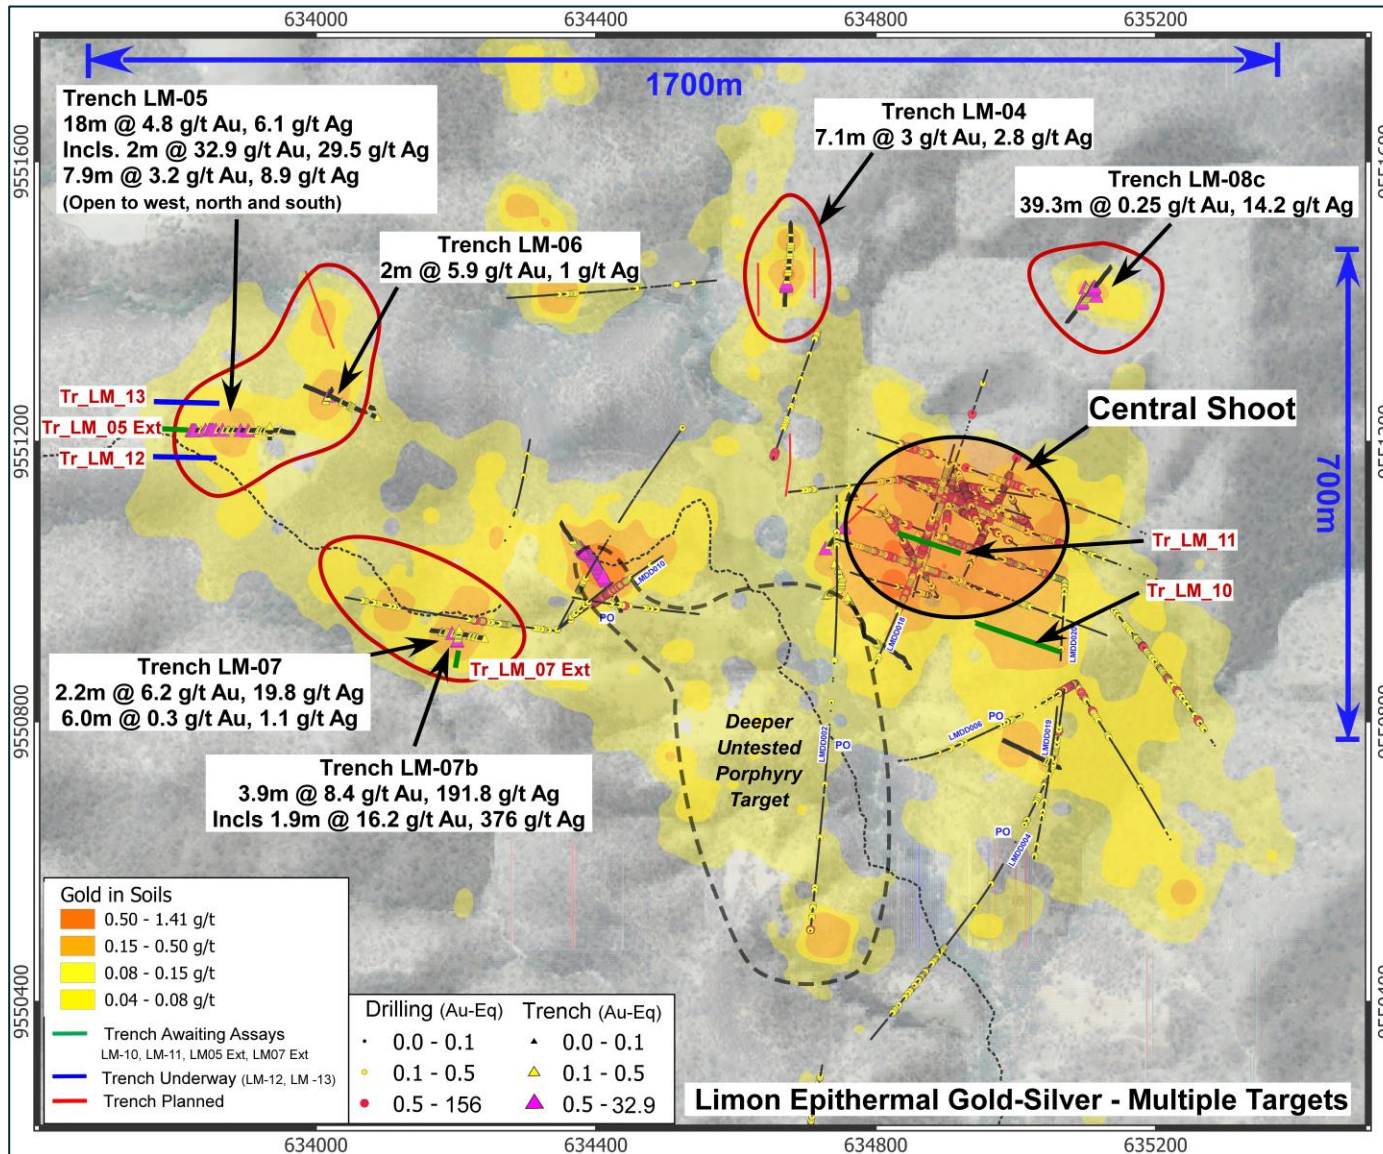 634000
634400
634800
635200
1700m
Trench LM-05
18m @ 4.8 g/t Au, 6.1 g/t Ag
Incls. 2m @ 32.9 g/t Au, 29.5 g/t Ag
7.9m @ 3.2 g/t Au, 8.9 g/t Ag
(Open to west, north and south)
Trench LM-04
7.1m @ 3 g/t Au, 2.8 g/t Ag
9551600
9551600
Trench LM-08c
39.3m @ 0.25 g/t Au, 14.2 g/t Ag
Trench LM-06
2m @ 5.9 g/t Au, 1 g/t Ag
Tr_LM_13
Tr_LM_05 Ext
Tr_LM_12
9551200
9551200
Central Shoot
700m
Tr_LM_11
Tr_LM_10
LMDD010
PO
LMDD018
LMDD020
Trench LM-07
2.2m @ 6.2 g/t Au, 19.8 g/t Ag
6.0m @ 0.3 g/t Au, 1.1 g/t Ag
Tr_LM_07 Ext
9550800
9550800
Deeper
Untested
Porphyry
Target
LMDD002
PO
LMDD006
PO
LMDD019
Trench LM-07b
3.9m @ 8.4 g/t Au, 191.8 g/t Ag
Incls 1.9m @ 16.2 g/t Au, 376 g/t Ag
PO
LMDD004
Gold in Soils
0.50 - 1.41 g/t
0.15 - 0.50 g/t
0.08 - 0.15 g/t
0.04 - 0.08 g/t
Trench Awaiting Assays
LM-10, LM-11, LM05 Ext, LM07 Ext
Trench Underway (LM-12, LM -13)
Trench Planned
9550400
9550400
Drilling (Au-Eq)
0.0 - 0.1
0.1 - 0.5
0.5 - 156
Trench (Au-Eq)
0.0 - 0.1
0.1 - 0.5
0.5 - 32.9
Limon Epithermal Gold-Silver - Multiple Targets
634000
634400
634800
635200